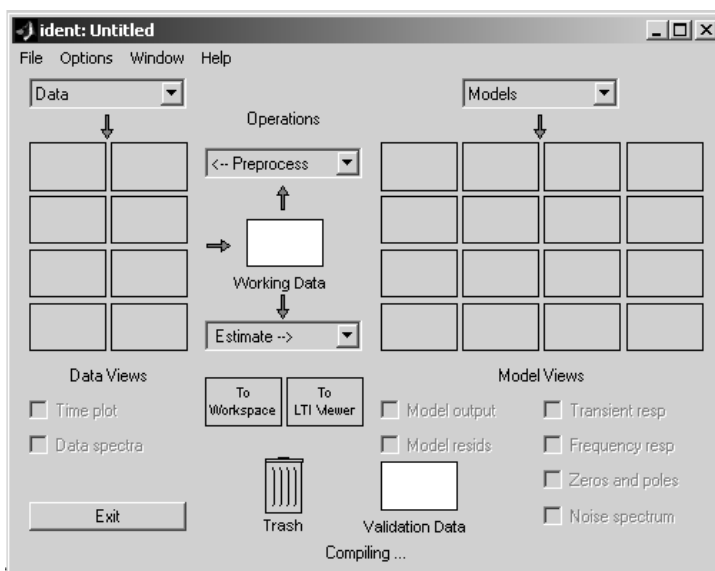 ident: Untitled
File Options Window Help
Data
Models
Operations
<-- Preprocess
Working Data
Estimate -->
Data Views
Time plot
Data spectra
To Workspace
To LTI Viewer
Model Views
Model output
Transient resp
Model resids
Frequency resp
Zeros and poles
Noise spectrum
Exit
Trash
Validation Data
Compiling ...